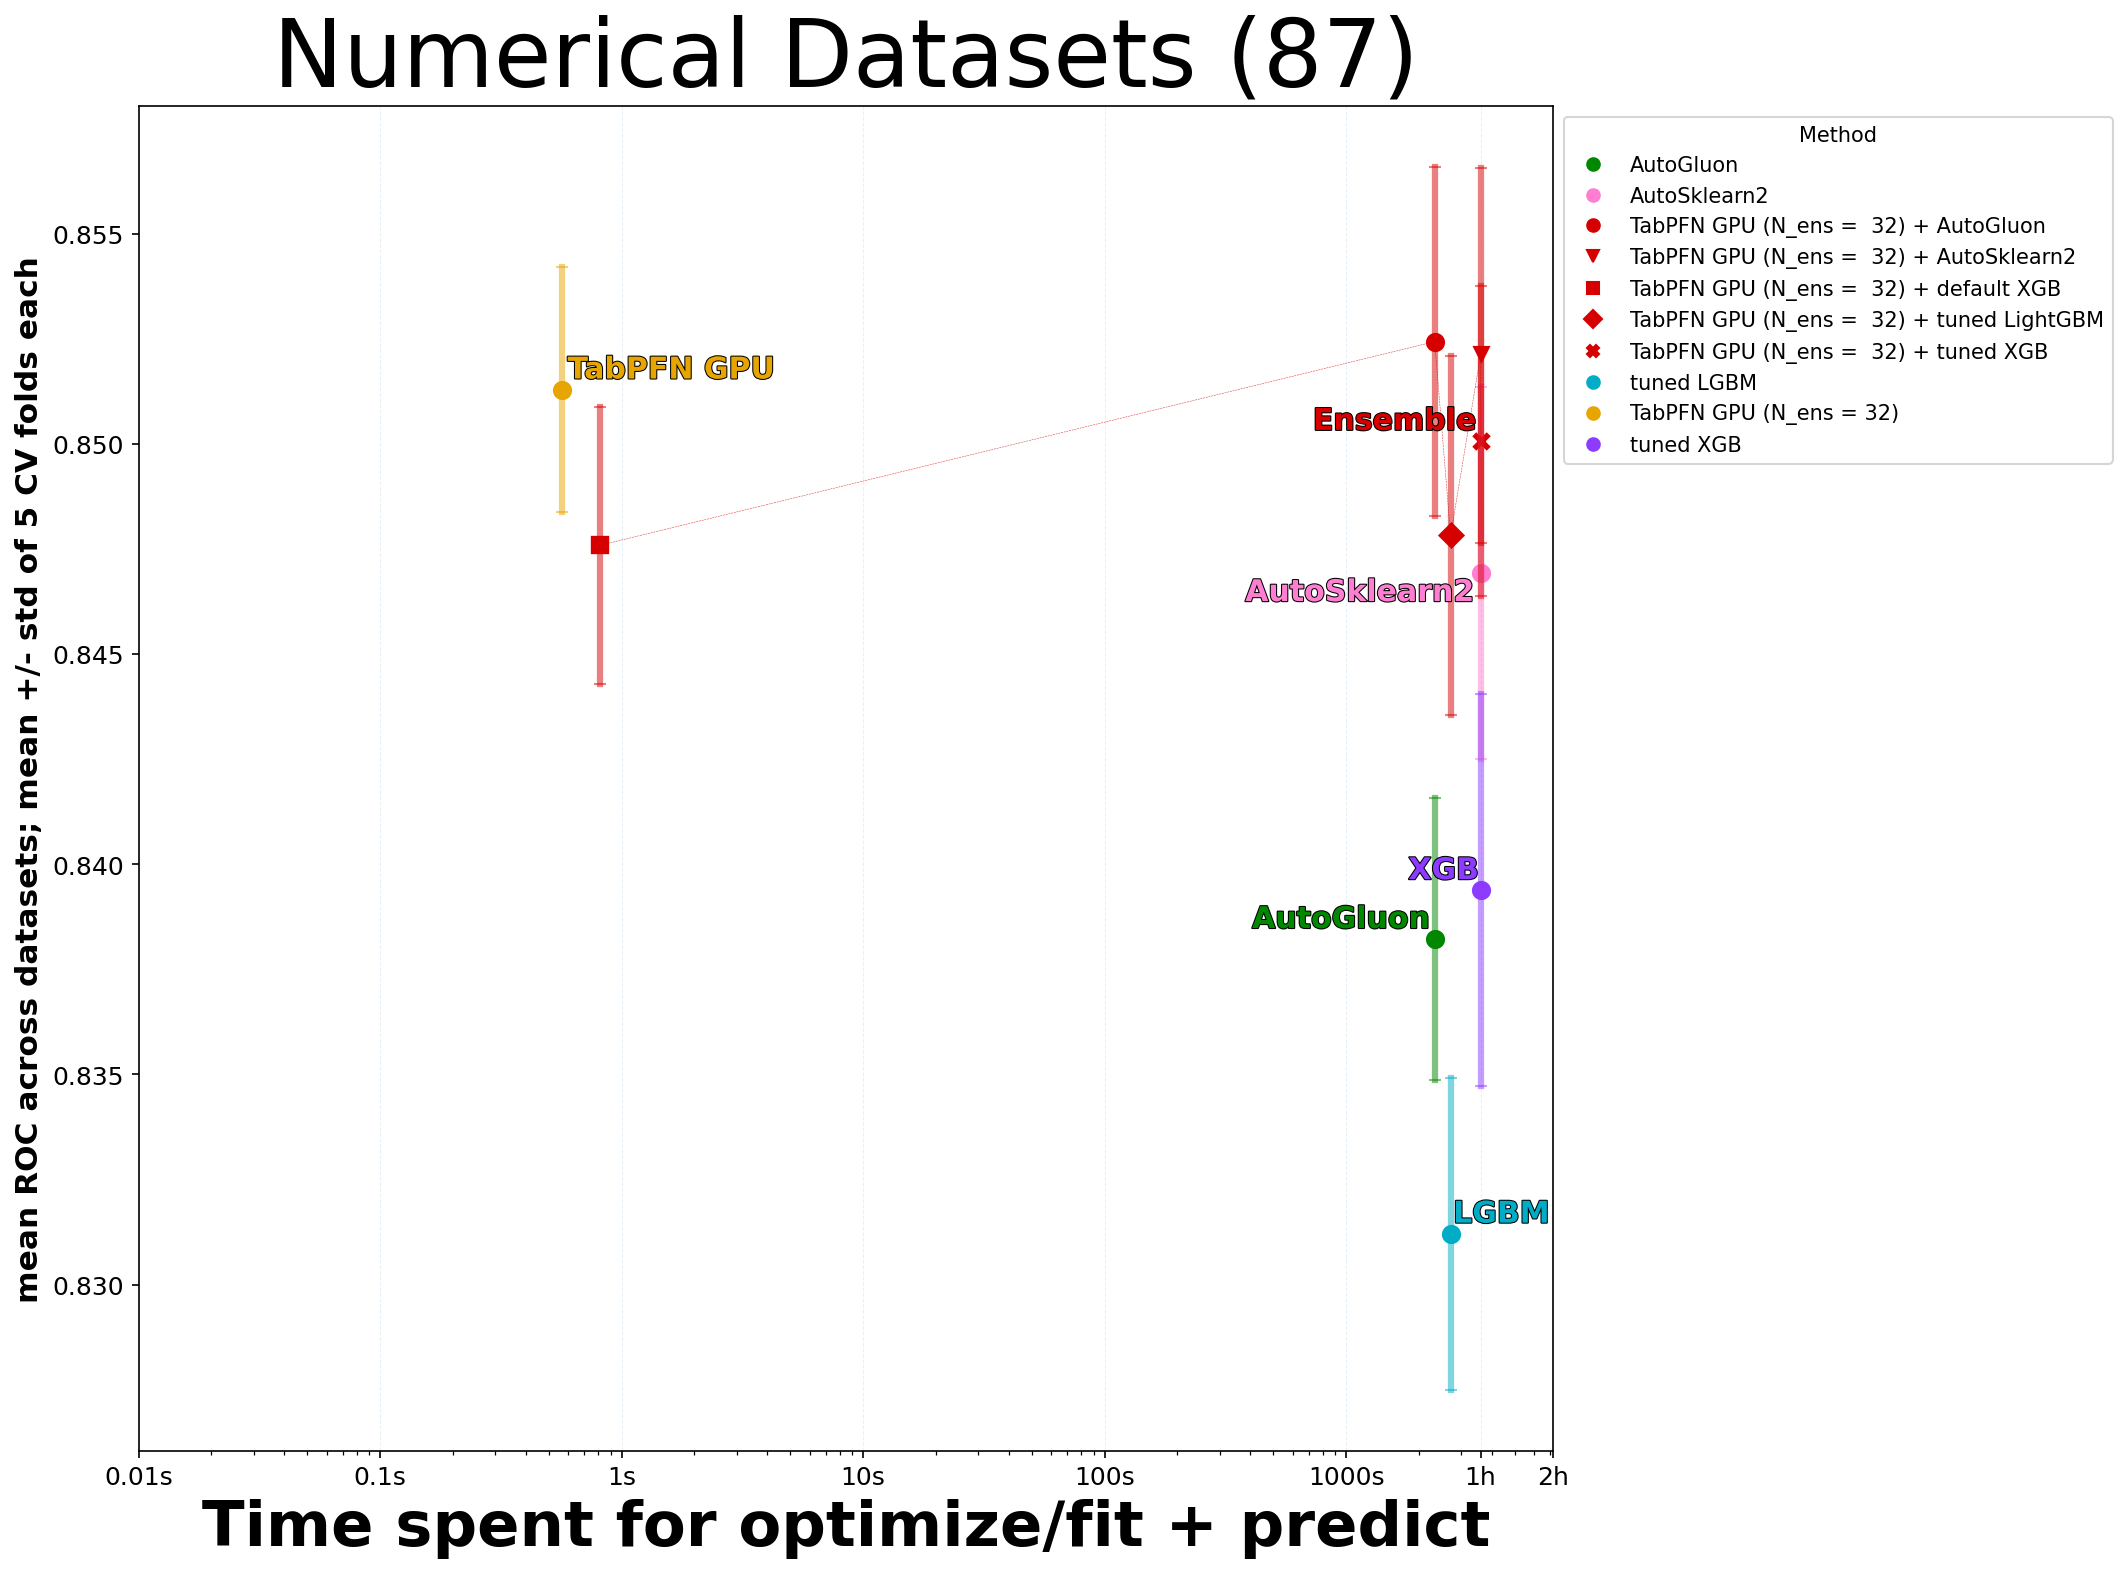 Numerical Datasets (87)
mean ROC across datasets; mean +/- std of 5 CV folds each
0.855
0.850
0.845
0.840
0.835
0.830
TabPFN GPU
Ensemble
AutoSklearn2
XGB
AutoGluon
LGBM
0.01s 0.1s 1s 10s 100s 1000s 1h 2h
Time spent for optimize/fit + predict
Method
AutoGluon
AutoSklearn2
TabPFN GPU (N_ens =  32) + AutoGluon
TabPFN GPU (N_ens =  32) + AutoSklearn2
TabPFN GPU (N_ens =  32) + default XGB
TabPFN GPU (N_ens =  32) + tuned LightGBM
TabPFN GPU (N_ens =  32) + tuned XGB
tuned LGBM
TabPFN GPU (N_ens = 32)
tuned XGB